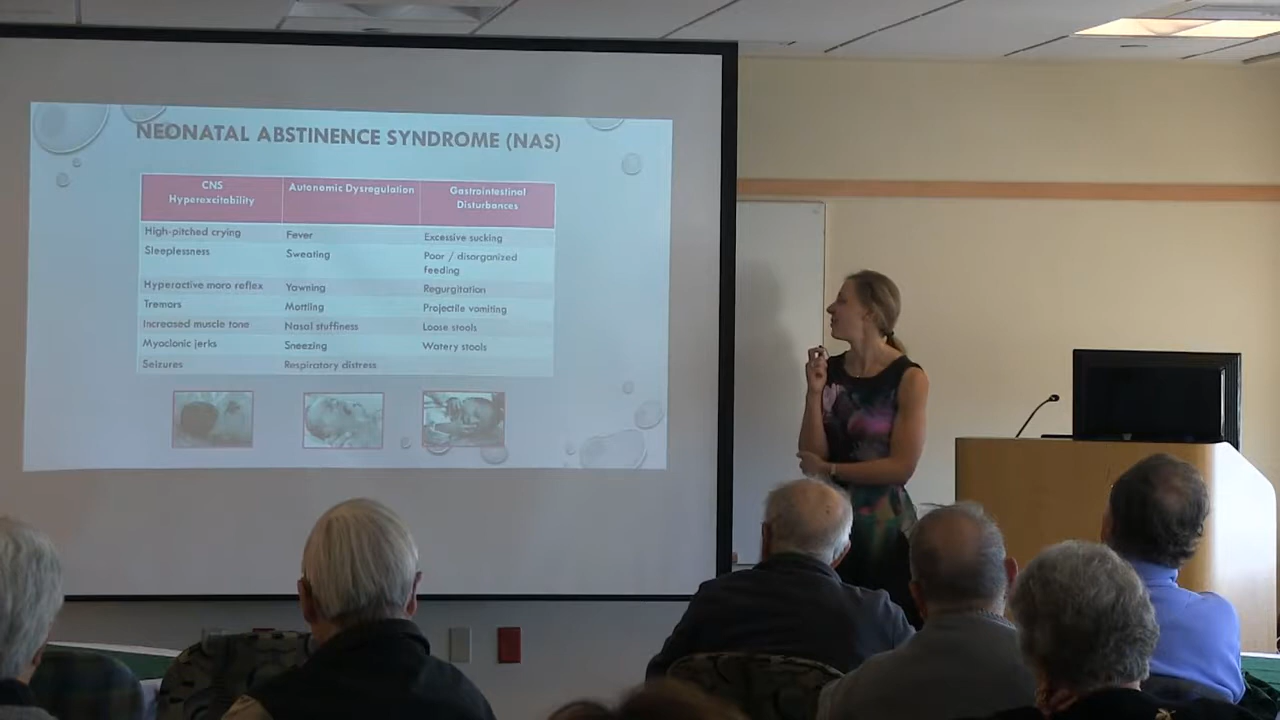 NEONATAL ABSTINENCE SYNDROME (NAS)
CNS Hyperexcitability
Autonomic Dysregulation
Gastrointestinal Disturbances
High-pitched crying
Fever
Excessive sucking
Sleeplessness
Sweating
Poor / disorganized feeding
Hyperactive moro reflex
Yawning
Regurgitation
Tremors
Mottling
Projectile vomiting
Increased muscle tone
Nasal stuffiness
Loose stools
Myoclonic jerks
Sneezing
Watery stools
Seizures
Respiratory distress